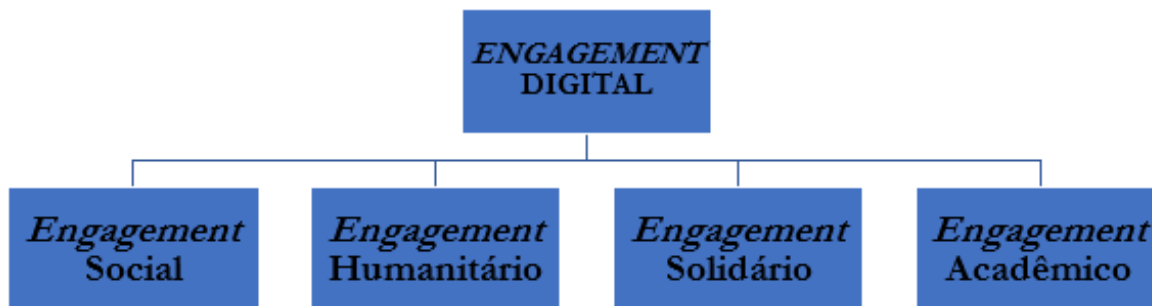 ENGAGEMENT
DIGITAL
Engagement
Social
Engagement
Humanitário
Engagement
Solidário
Engagement
Acadêmico